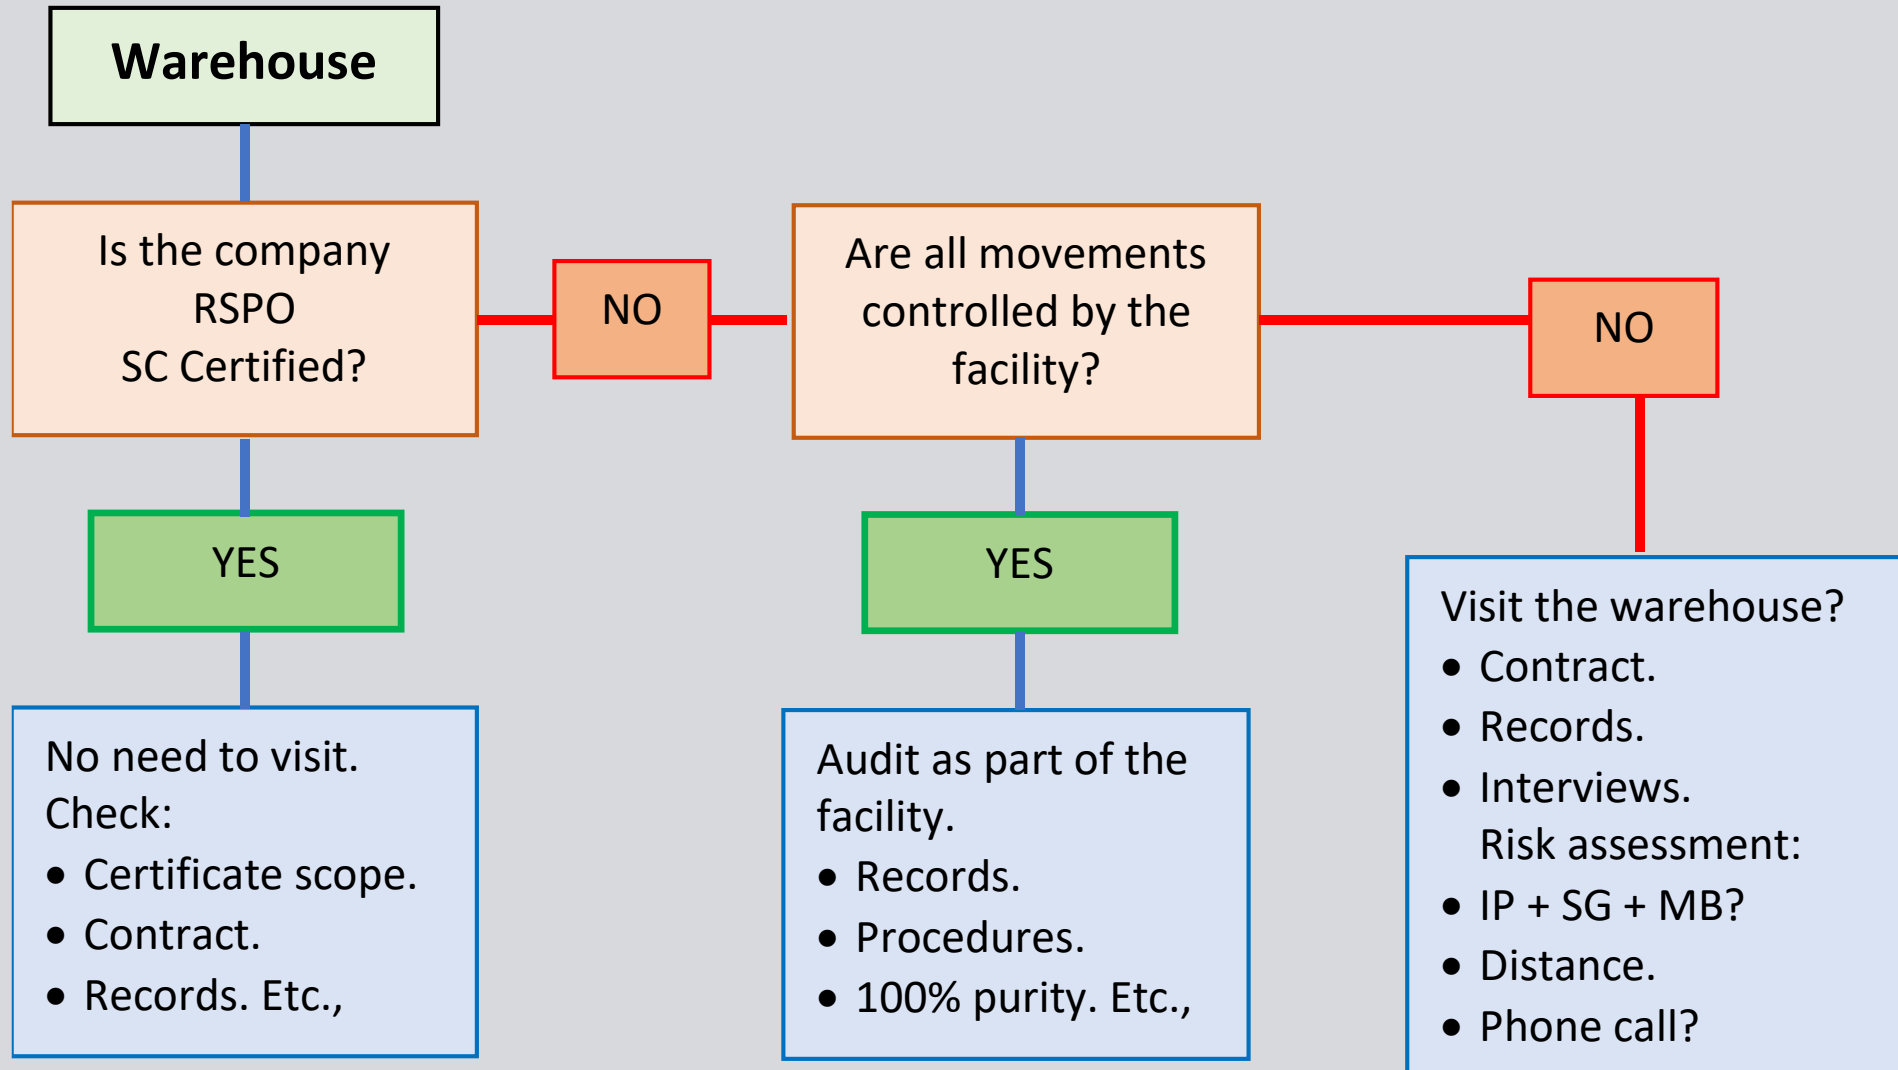 Warehouse
Is the company
RSPO
SC Certified?
NO
Are all movements
controlled by the
facility?
NO
YES
YES
No need to visit.
Check:
• Certificate scope.
• Contract.
• Records. Etc.,
Audit as part of the
facility.
• Records.
• Procedures.
• 100% purity. Etc.,
Visit the warehouse?
• Contract.
• Records.
• Interviews.
Risk assessment:
• IP + SG + MB?
• Distance.
• Phone call?